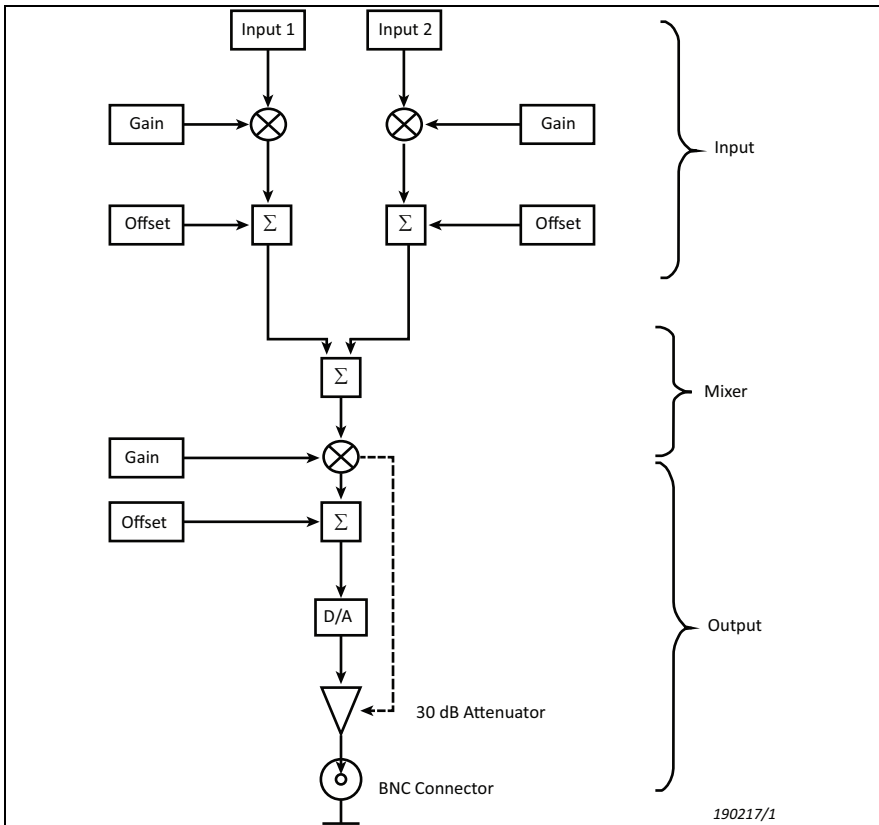 Input 1
Input 2
Gain
Gain
Input
Offset
Σ
Σ
Offset
Σ
Mixer
Gain
Offset
Σ
D/A
Output
30 dB Attenuator
BNC Connector
190217/1